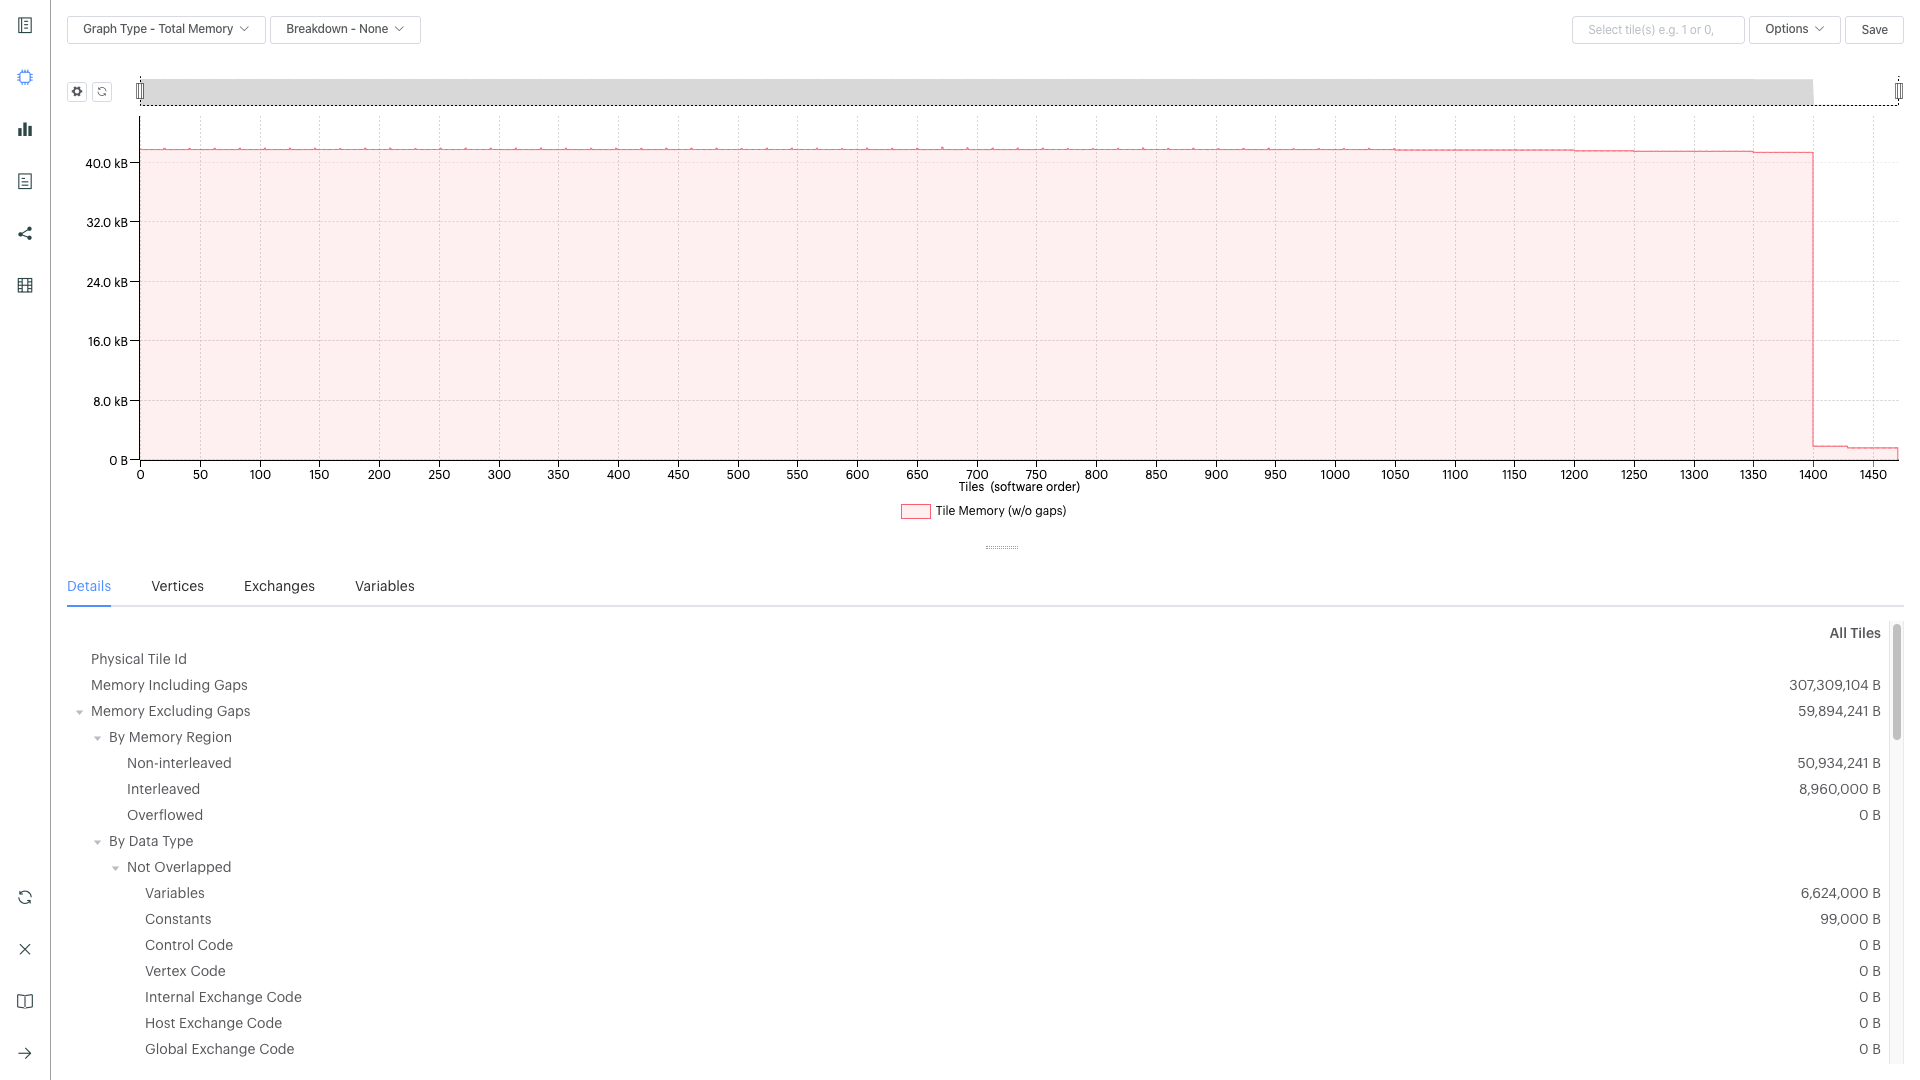 Graph Type - Total Memory Breakdown - None Select tile(s) e.g. 1 or 0, Options Save
40.0 kB
32.0 kB
24.0 kB
16.0 kB
8.0 kB
0 B
0 50 100 150 200 250 300 350 400 450 500 550 600 650 700 750 800 850 900 950 1000 1050 1100 1150 1200 1250 1300 1350 1400 1450
Tiles (software order)
Tile Memory (w/o gaps)
Details Vertices Exchanges Variables
All Tiles
Physical Tile Id
Memory Including Gaps 307,309,104 B
Memory Excluding Gaps 59,894,241 B
By Memory Region
Non-interleaved 50,934,241 B
Interleaved 8,960,000 B
Overflowed 0 B
By Data Type
Not Overlapped
Variables 6,624,000 B
Constants 99,000 B
Control Code 0 B
Vertex Code 0 B
Internal Exchange Code 0 B
Host Exchange Code 0 B
Global Exchange Code 0 B